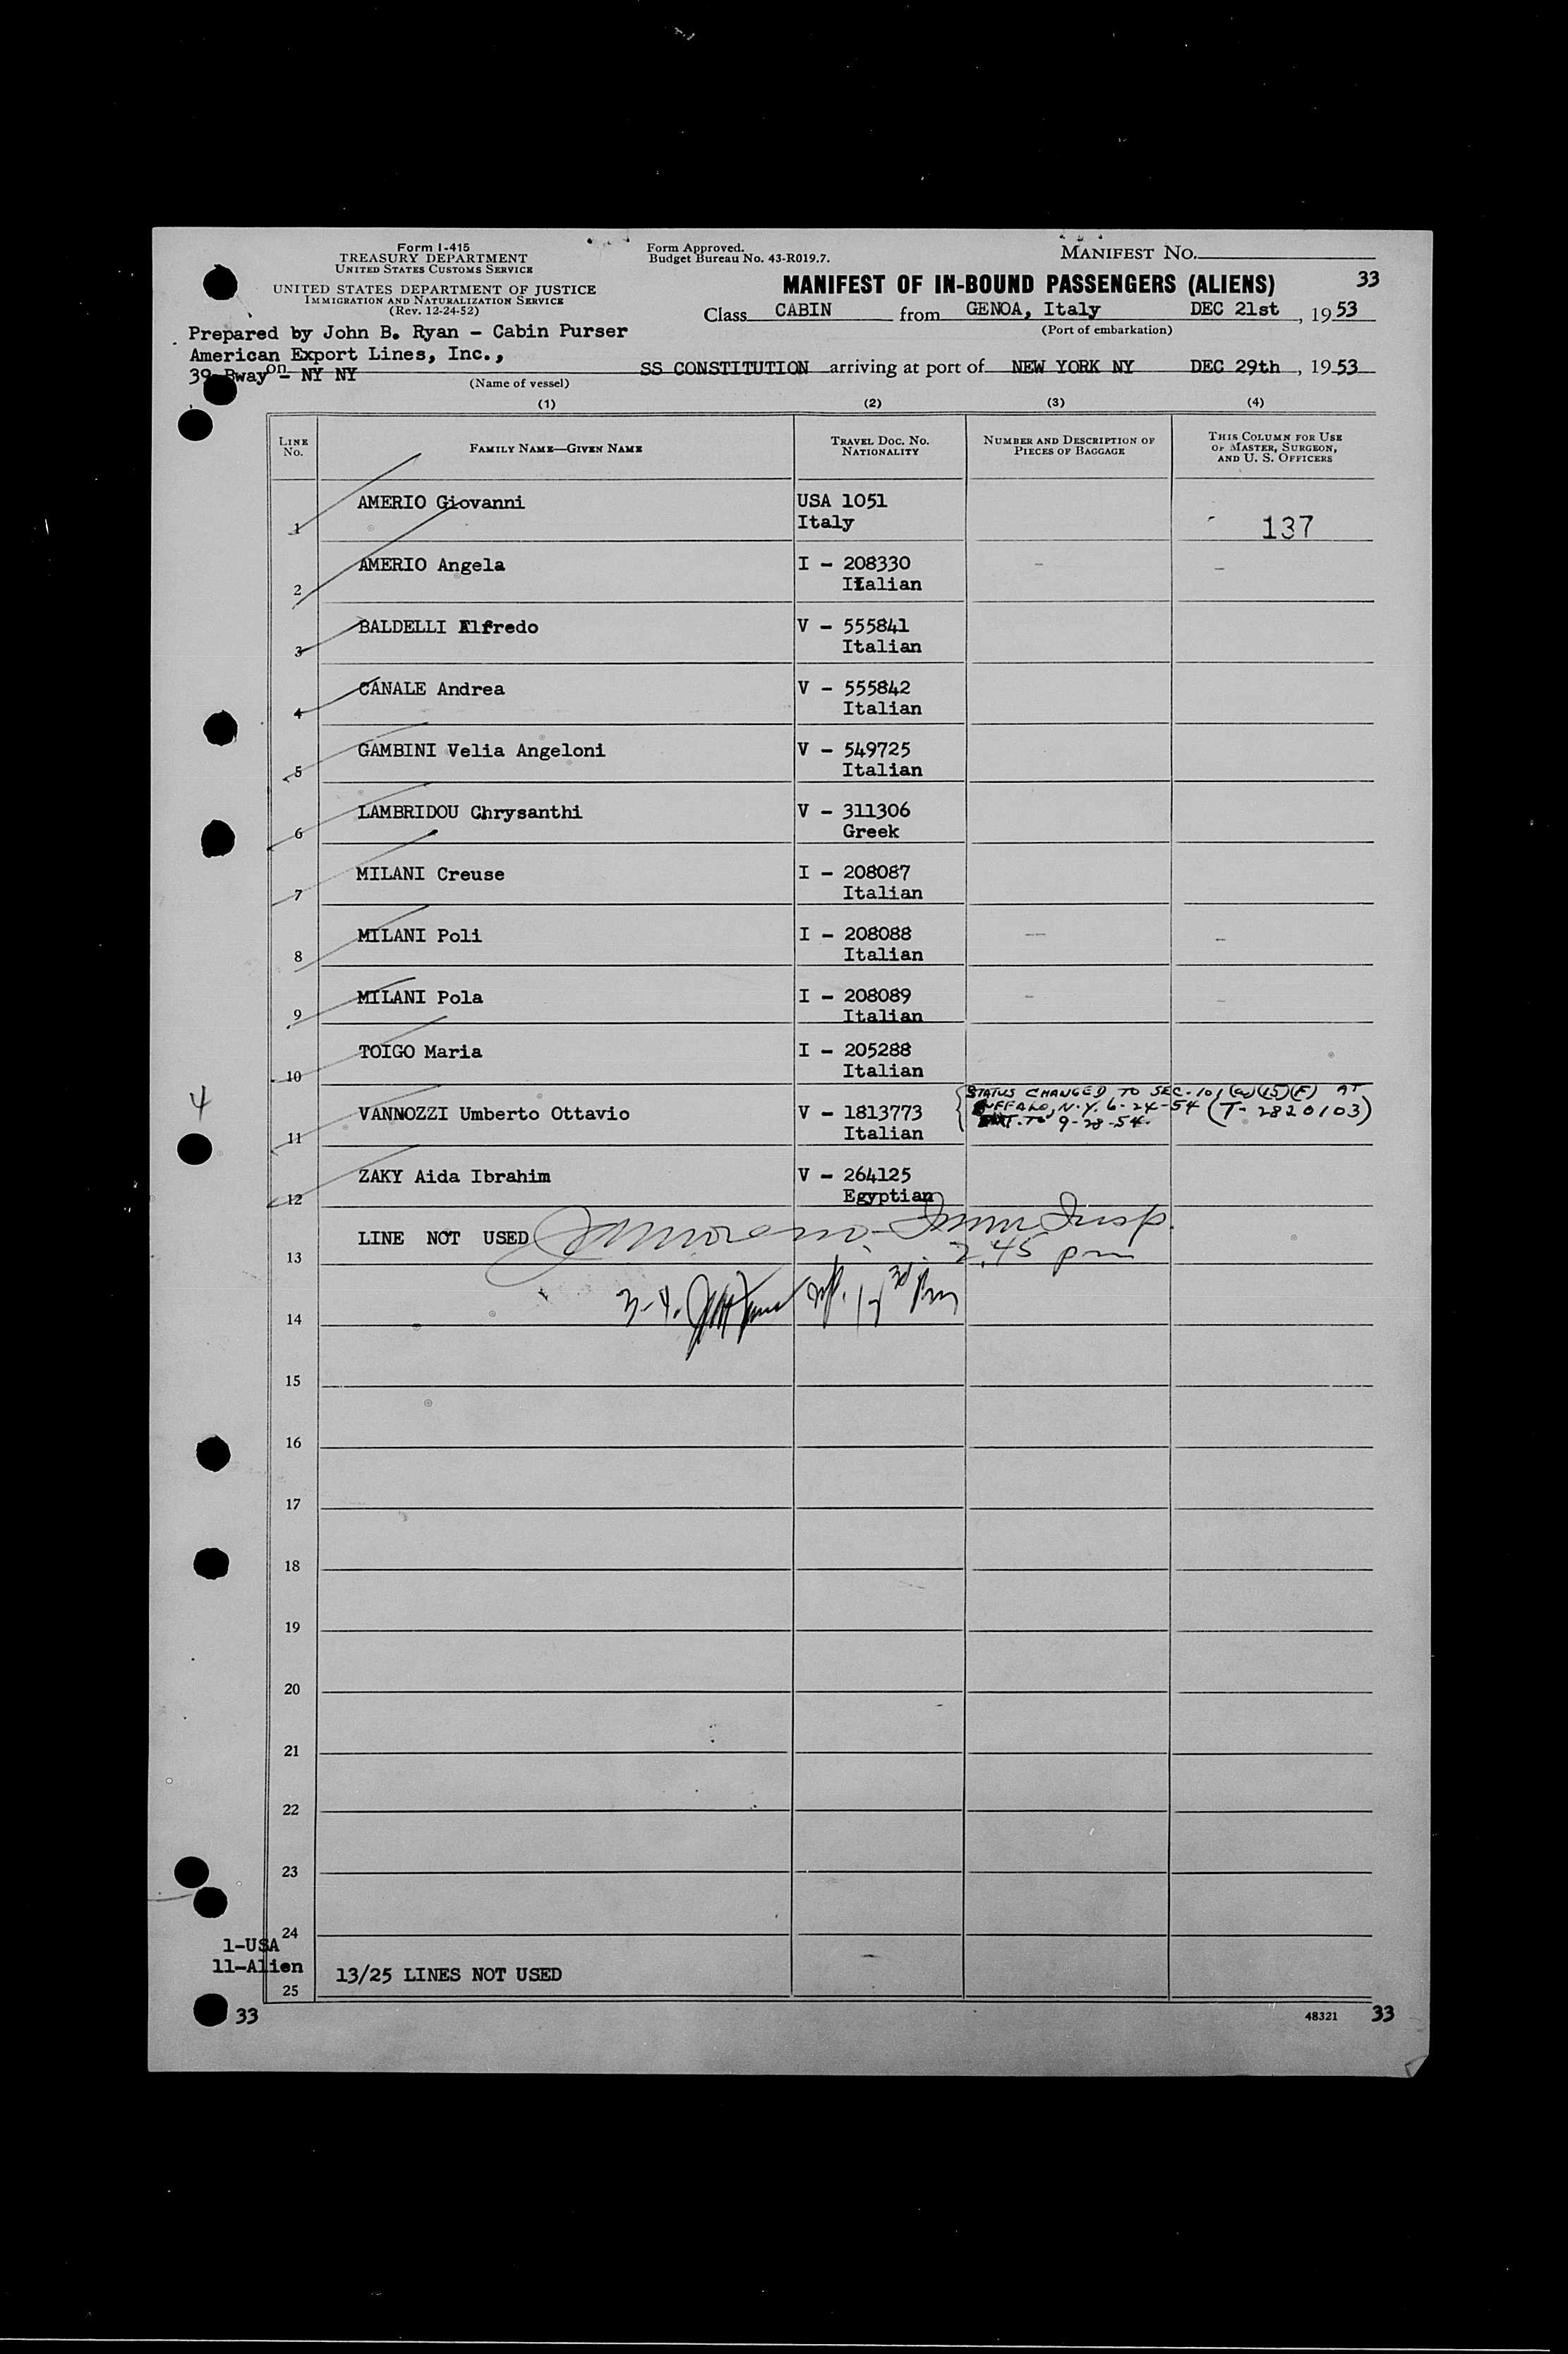 Form I-415
TREASURY DEPARTMENT
UNITED STATES CUSTOMS SERVICE
UNITED STATES DEPARTMENT OF JUSTICE
IMMIGRATION AND NATURALIZATION SERVICE
(Rev. 12-24-52)
Form Approved.
Budget Bureau No. 43-R019.7.
MANIFEST NO.
MANIFEST OF IN-BOUND PASSENGERS (ALIENS) 33
Class CABIN from GENOA, Italy DEC 21st, 1953
(Port of embarkation)
Prepared by John B. Ryan - Cabin Purser
American Export Lines, Inc.,
39 Bway - NY NY
on SS CONSTITUTION arriving at port of NEW YORK NY DEC 29th, 1953
(Name of vessel)
(1) (2) (3) (4)
LINE No. FAMILY NAME—GIVEN NAME TRAVEL DOC. NO. NATIONALITY NUMBER AND DESCRIPTION OF PIECES OF BAGGAGE THIS COLUMN FOR USE OF MASTER, SURGEON, AND U. S. OFFICERS
1 AMERIO Giovanni USA 1051
Italy 137
2 AMERIO Angela I - 208330
Italian
3 BALDELLI Alfredo V - 555841
Italian
4 CANALE Andrea V - 555842
Italian
5 GAMBINI Velia Angeloni V - 549725
Italian
6 LAMBRIDOU Chrysanthi V - 311306
Greek
7 MILANI Creuse I - 208087
Italian
8 MILANI Poli I - 208088
Italian
9 MILANI Pola I - 208089
Italian
10 TOIGO Maria I - 205288
Italian
4
11 VANNOZZI Umberto Ottavio V - 1813773
Italian
STATUS CHANGED TO SEC. 101(a)(15)(F) AT
BUFFALO, N.Y. 6-24-54 (T-2820103)
EXT. TO 9-28-54.
12 ZAKY Aida Ibrahim V - 264125
Egyptian
13 LINE NOT USED Imm Insp.
2.45 pm
14
15
16
17
18
19
20
21
22
23
24
1-USA
11-Alien
25 13/25 LINES NOT USED
33 48321 33